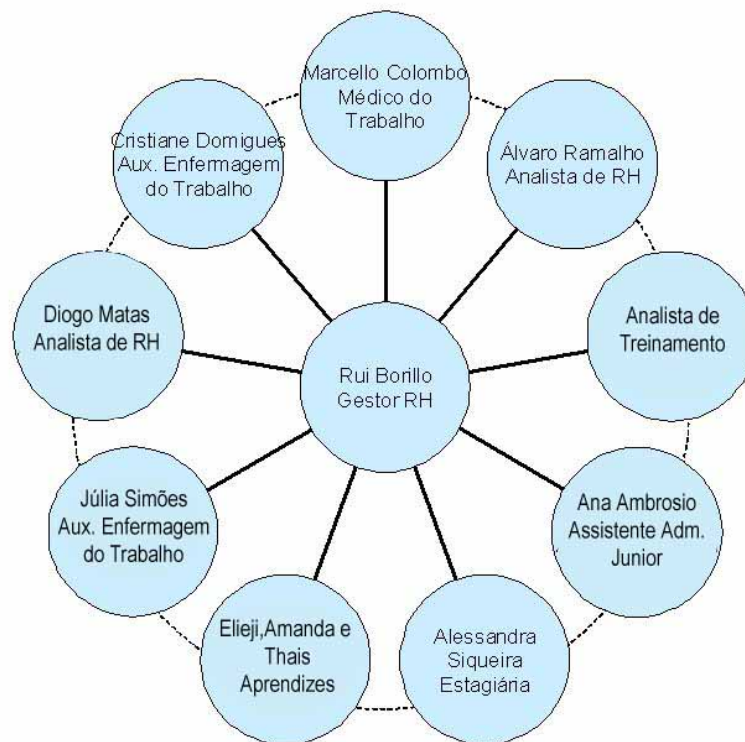 Marcello Colombo
Médico do
Trabalho
Cristiane Domigues
Aux. Enfermagem
do Trabalho
Álvaro Ramalho
Analista de RH
Diogo Matas
Analista de RH
Analista de
Treinamento
Rui Borillo
Gestor RH
Júlia Simões
Aux. Enfermagem
do Trabalho
Ana Ambrosio
Assistente Adm.
Junior
Elieji,Amanda e
Thais
Aprendizes
Alessandra
Siqueira
Estagiária